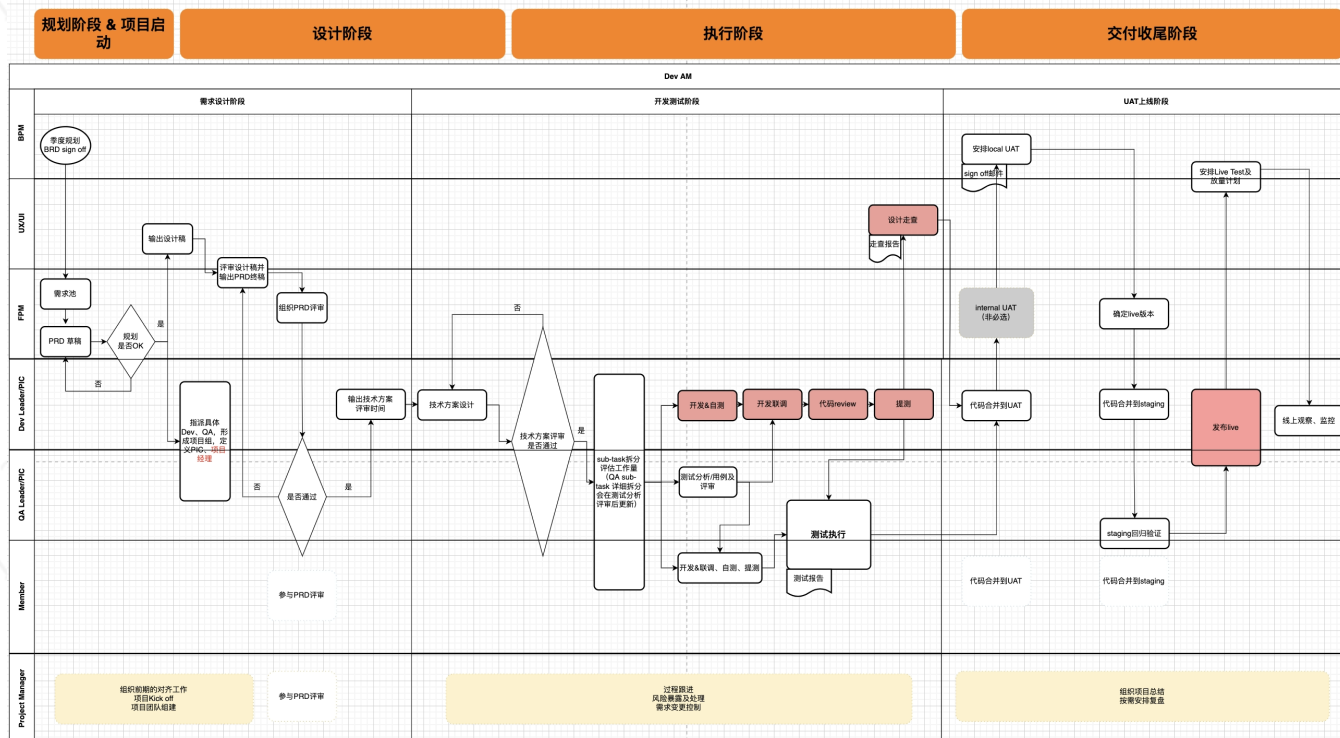 规划阶段 & 项目启
动
设计阶段
执行阶段
交付收尾阶段
Dev AM
需求设计阶段
开发测试阶段
UAT上线阶段
BPM
季度规划
BRD sign off
安排local UAT
sign off邮件
安排Live Test及
放量计划
UX/UI
输出设计稿
评审设计稿并
输出PRD终稿
设计走查
走查报告
FPM
需求池
PRD 草稿
规划
是否OK
是
否
组织PRD评审
否
internal UAT
(非必选)
确定live版本
Dev Leader/PIC
指派具体
Dev、QA，形
成项目组，定
义PIC、项目
经理
输出技术方案
评审时间
技术方案设计
技术方案评审
是否通过
是
开发&自测
开发联调
代码review
提测
代码合并到UAT
代码合并到staging
发布live
线上观察、监控
QA Leader/PIC
否
是否通过
是
sub-task拆分
评估工作量
（QA sub-
task 详细拆分
会在测试分析
评审后更新）
测试分析/用例及
评审
测试执行
测试报告
staging回归验证
Member
参与PRD评审
开发&联调、自测、提测
代码合并到UAT
代码合并到staging
Project Manager
组织前期的对齐工作
项目Kick off
项目团队组建
参与PRD评审
过程跟进
风险暴露及处理
需求变更控制
组织项目总结
按需安排复盘